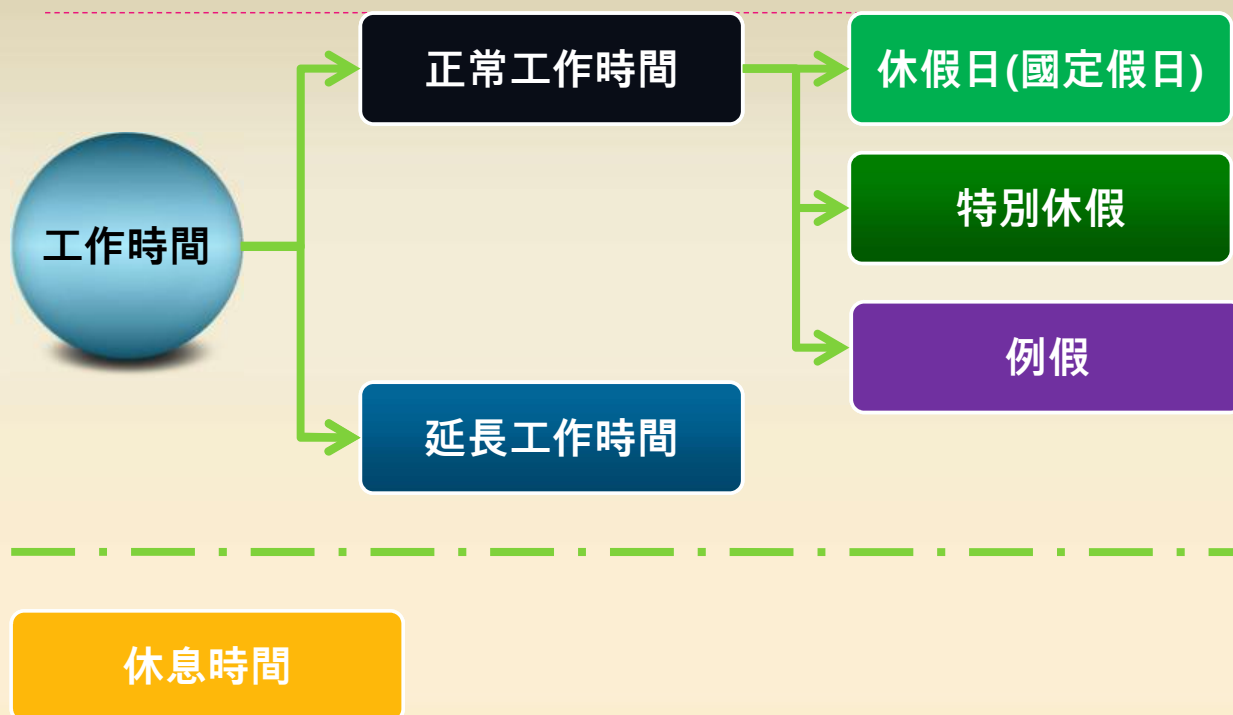 正常工作時間
休假日(國定假日)
特別休假
工作時間
例假
延長工作時間
休息時間